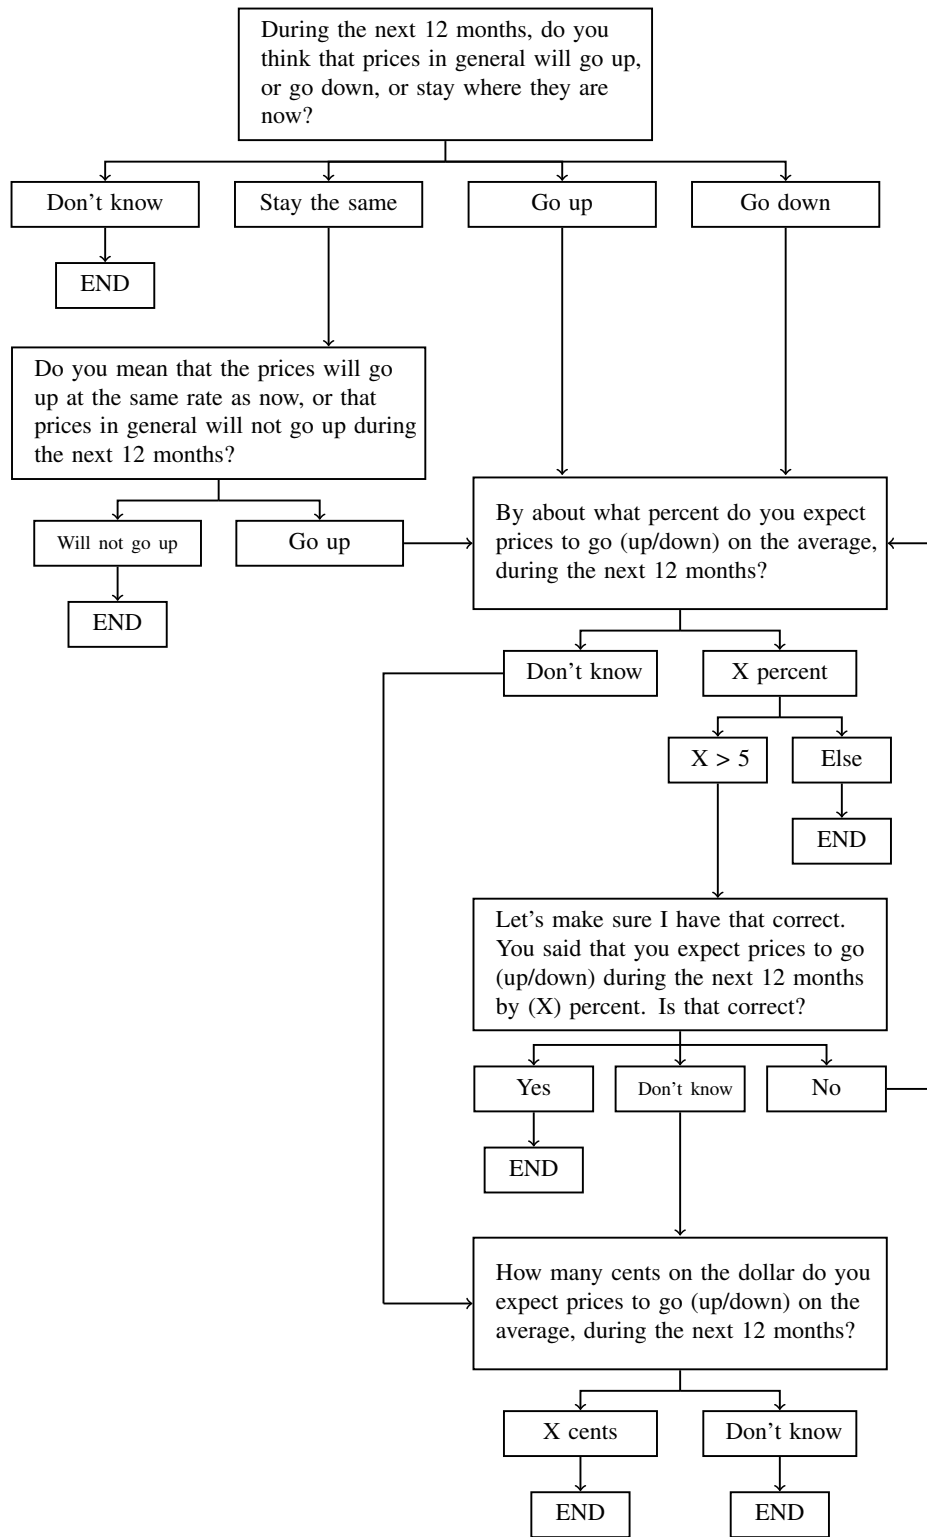 During the next 12 months, do you
think that prices in general will go up,
or go down, or stay where they are
now?
Don't know
Stay the same
Go up
Go down
END
Do you mean that the prices will go
up at the same rate as now, or that
prices in general will not go up during
the next 12 months?
Will not go up
Go up
END
By about what percent do you expect
prices to go (up/down) on the average,
during the next 12 months?
Don't know
X percent
X > 5
Else
END
Let's make sure I have that correct.
You said that you expect prices to go
(up/down) during the next 12 months
by (X) percent. Is that correct?
Yes
Don't know
No
END
How many cents on the dollar do you
expect prices to go (up/down) on the
average, during the next 12 months?
X cents
Don't know
END
END